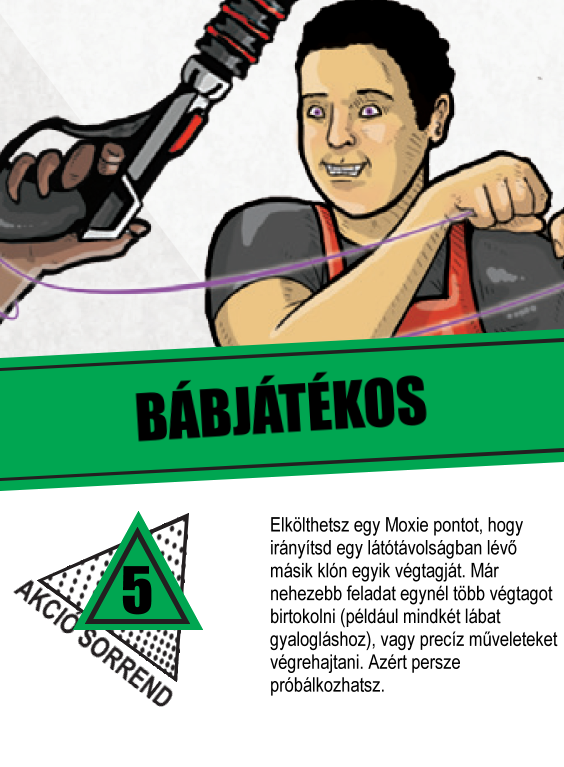 BÁBJÁTÉKOS
5
AKCIÓ SORREND
Elkölthetsz egy Moxie pontot, hogy
irányítsd egy látótávolságban lévő
másik klón egyik végtagját. Már
nehezebb feladat egynél több végtagot
birtokolni (például mindkét lábat
gyalogláshoz), vagy precíz műveleteket
végrehajtani. Azért persze
próbálkozhatsz.